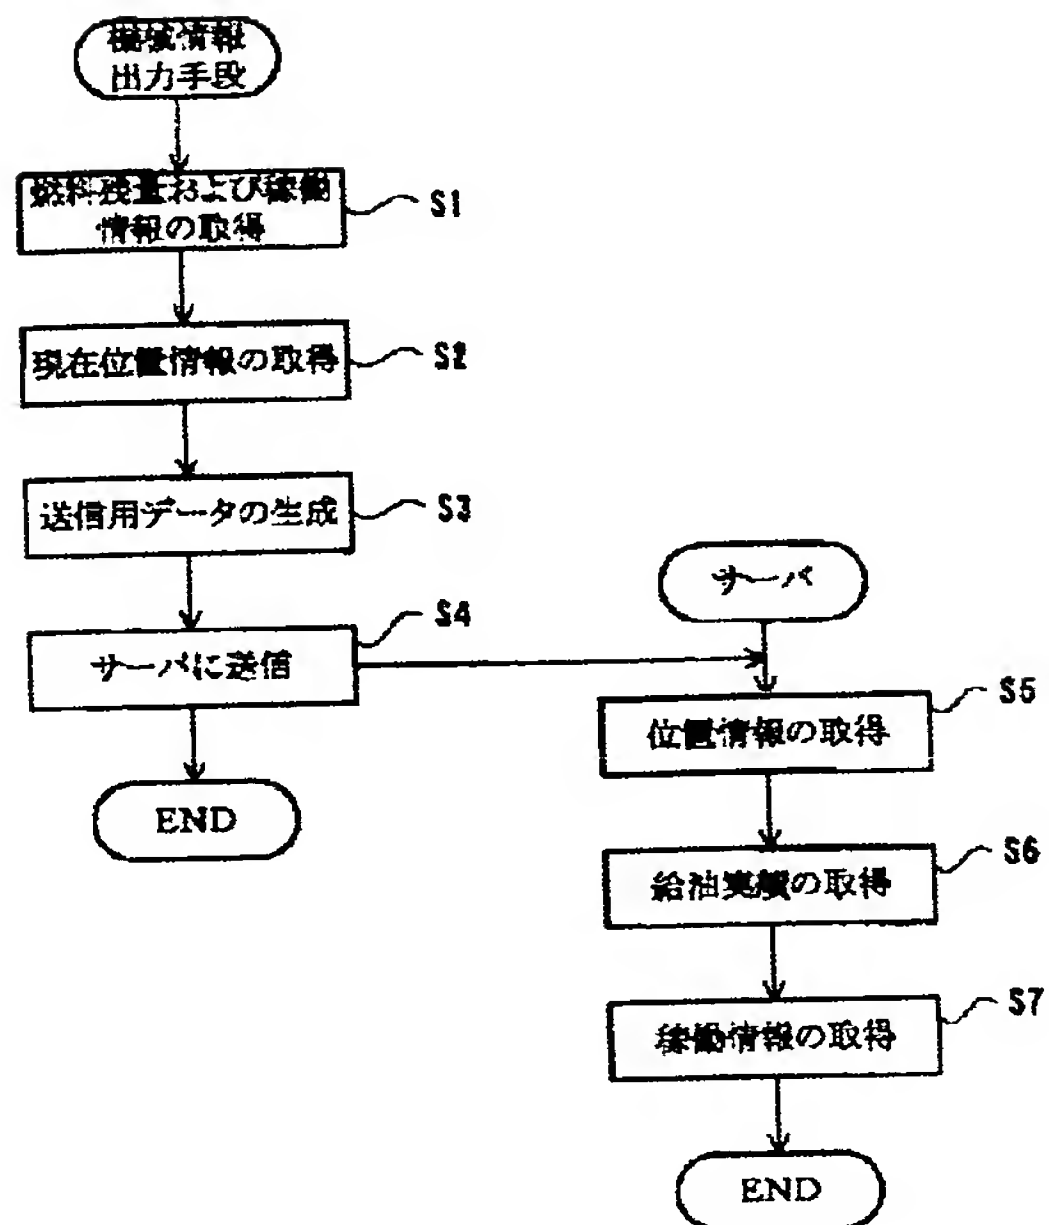 機械情報
出力手段
燃料残量および稼働
情報の取得
S1
現在位置情報の取得
S2
送信用データの生成
S3
サーバに送信
S4
END
サーバ
位置情報の取得
S5
給油実績の取得
S6
稼働情報の取得
S7
END